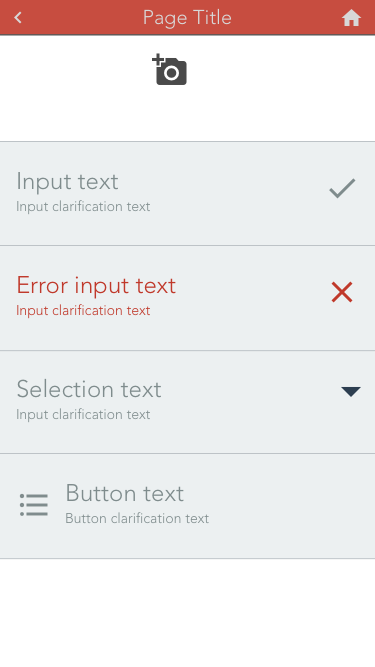 Page Title
Input text
Input clarification text
Error input text
Input clarification text
Selection text
Input clarification text
Button text
Button clarification text